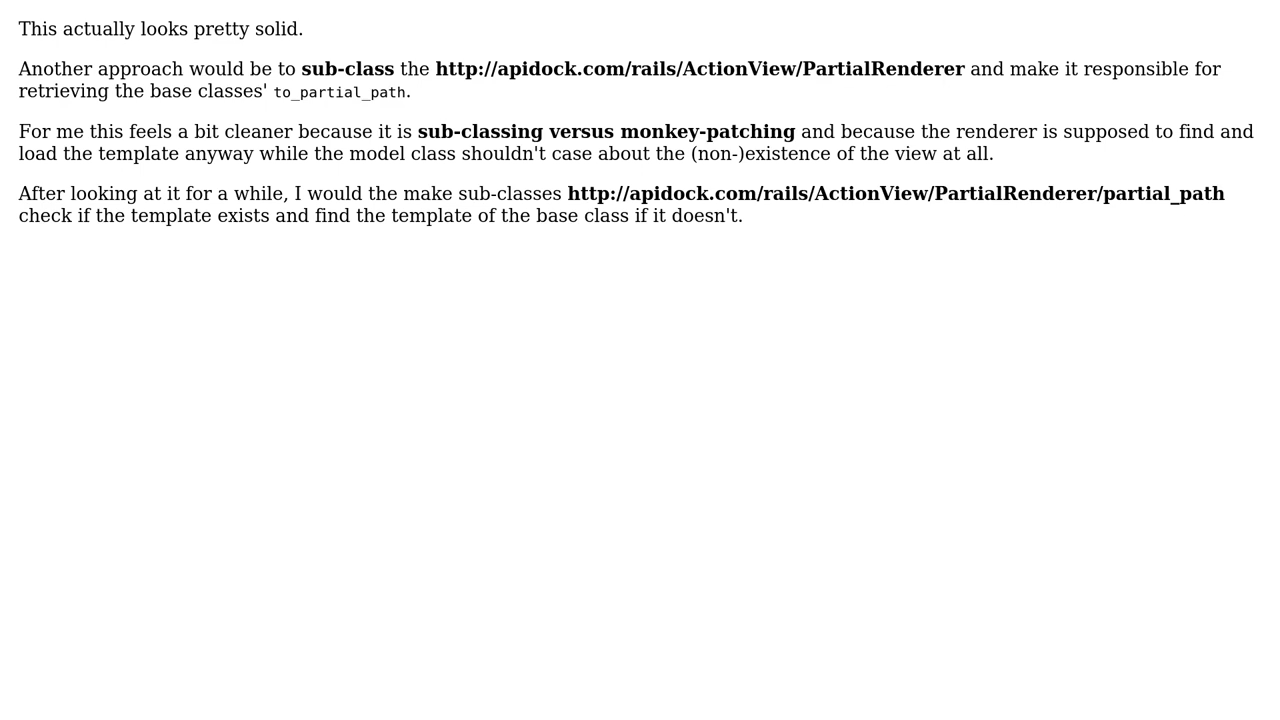 This actually looks pretty solid.
Another approach would be to sub-class the http://apidock.com/rails/ActionView/PartialRenderer and make it responsible for
retrieving the base classes' to_partial_path.
For me this feels a bit cleaner because it is sub-classing versus monkey-patching and because the renderer is supposed to find and
load the template anyway while the model class shouldn't case about the (non-)existence of the view at all.
After looking at it for a while, I would the make sub-classes http://apidock.com/rails/ActionView/PartialRenderer/partial_path
check if the template exists and find the template of the base class if it doesn't.